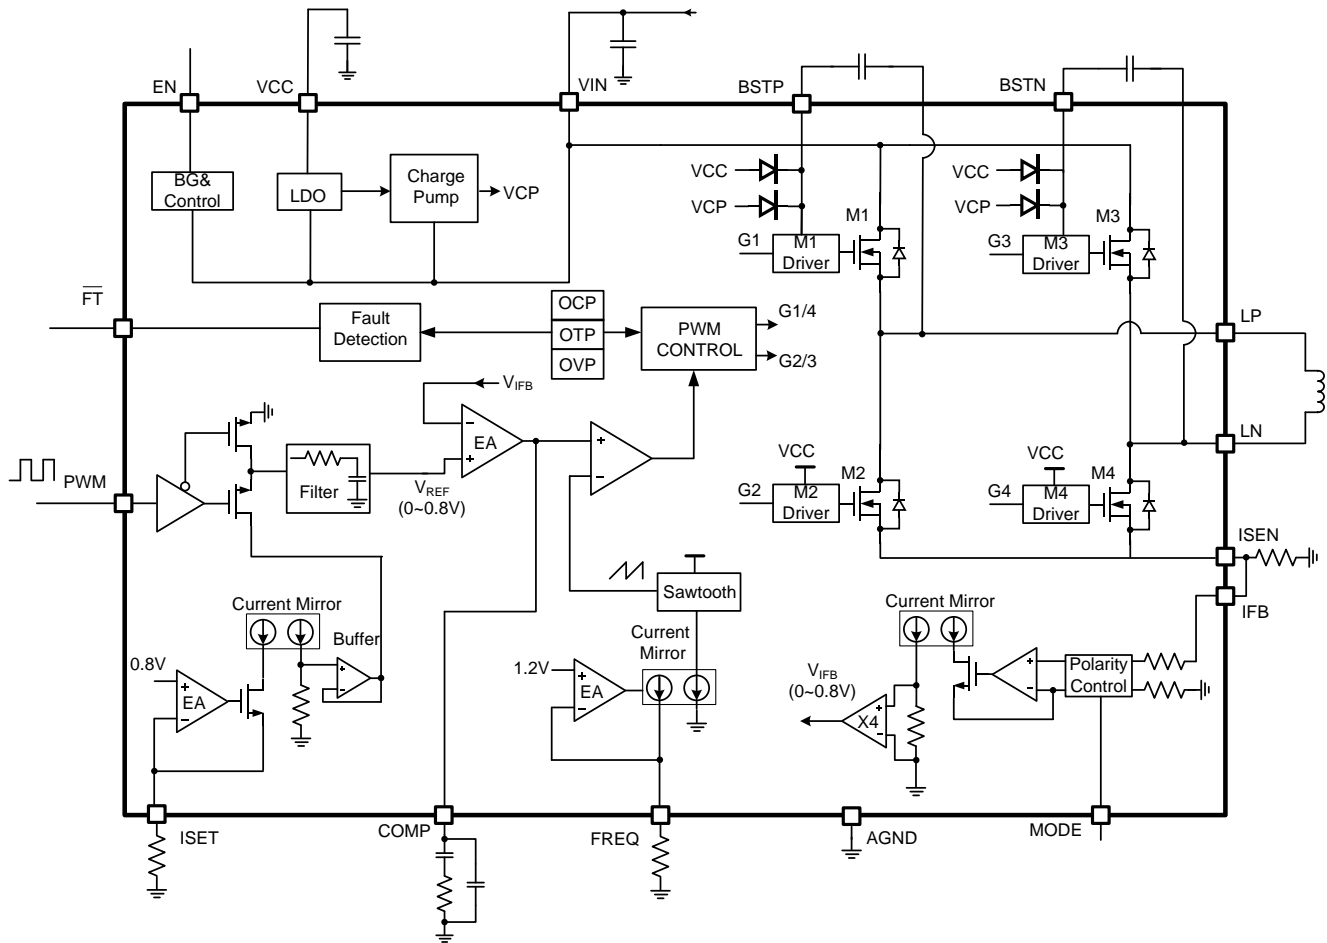 EN
VCC
VIN
BSTP
BSTN
BG&
Control
LDO
Charge
Pump
VCP
VCC
VCP
G1
M1
Driver
M1
VCC
VCP
G3
M3
Driver
M3
FT
Fault
Detection
OCP
OTP
OVP
PWM
CONTROL
G1/4
G2/3
LP
LN
VIFB
EA
PWM
Filter
VREF
(0~0.8V)
VCC
G2
M2
Driver
M2
VCC
G4
M4
Driver
M4
ISEN
IFB
Sawtooth
Current Mirror
Buffer
0.8V
EA
Current
Mirror
1.2V
EA
Current Mirror
VIFB
(0~0.8V)
X4
Polarity
Control
ISET
COMP
FREQ
AGND
MODE